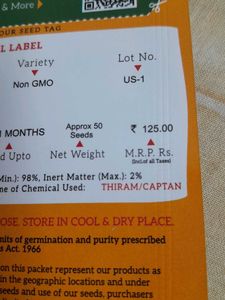 & More
OUR SEED TAG
LABEL
Variety
Lot No.
Non GMO
US-1
MONTHS
Approx 50
Seeds
₹ 125.00
Upto
Net Weight
M.R.P. Rs.
(Incl.of all Taxes)
(Min.): 98%, Inert Matter (Max.): 2%
me of Chemical Used: THIRAM/CAPTAN
OSE. STORE IN COOL & DRY PLACE.
nits of germination and purity prescribed
s Act. 1966
on this packet represent our products as
in the geographic locations and under
seeds and use of our seeds, purchasers